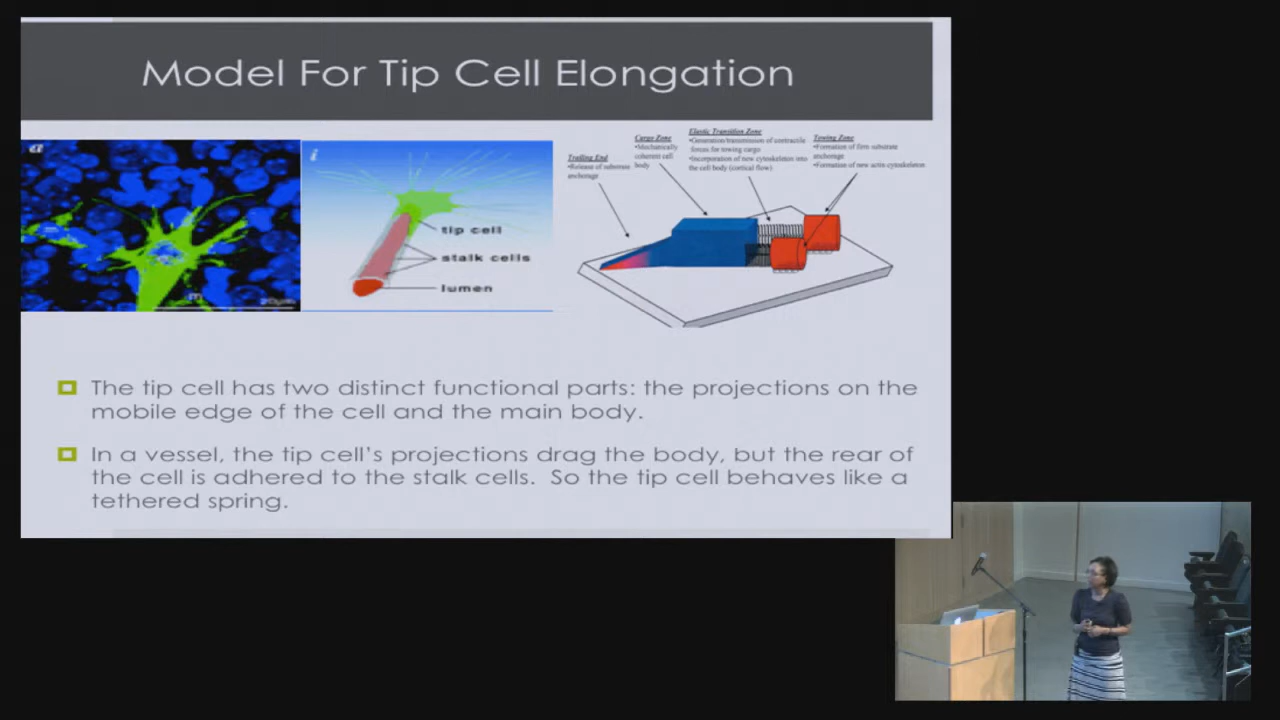 Model For Tip Cell Elongation
a
i
tip cell
stalk cells
lumen
Trailing End
•Release of substrate
anchorage
Cargo Zone
•Mechanically
coherent cell
body
Elastic Transition Zone
•Generation/transmission of contractile
forces for towing cargo
•Incorporation of new cytoskeleton into
the cell body (cortical flow)
Towing Zone
•Formation of firm substrate
anchorage
•Formation of new actin cytoskeleton
The tip cell has two distinct functional parts: the projections on the
mobile edge of the cell and the main body.
In a vessel, the tip cell's projections drag the body, but the rear of
the cell is adhered to the stalk cells. So the tip cell behaves like a
tethered spring.